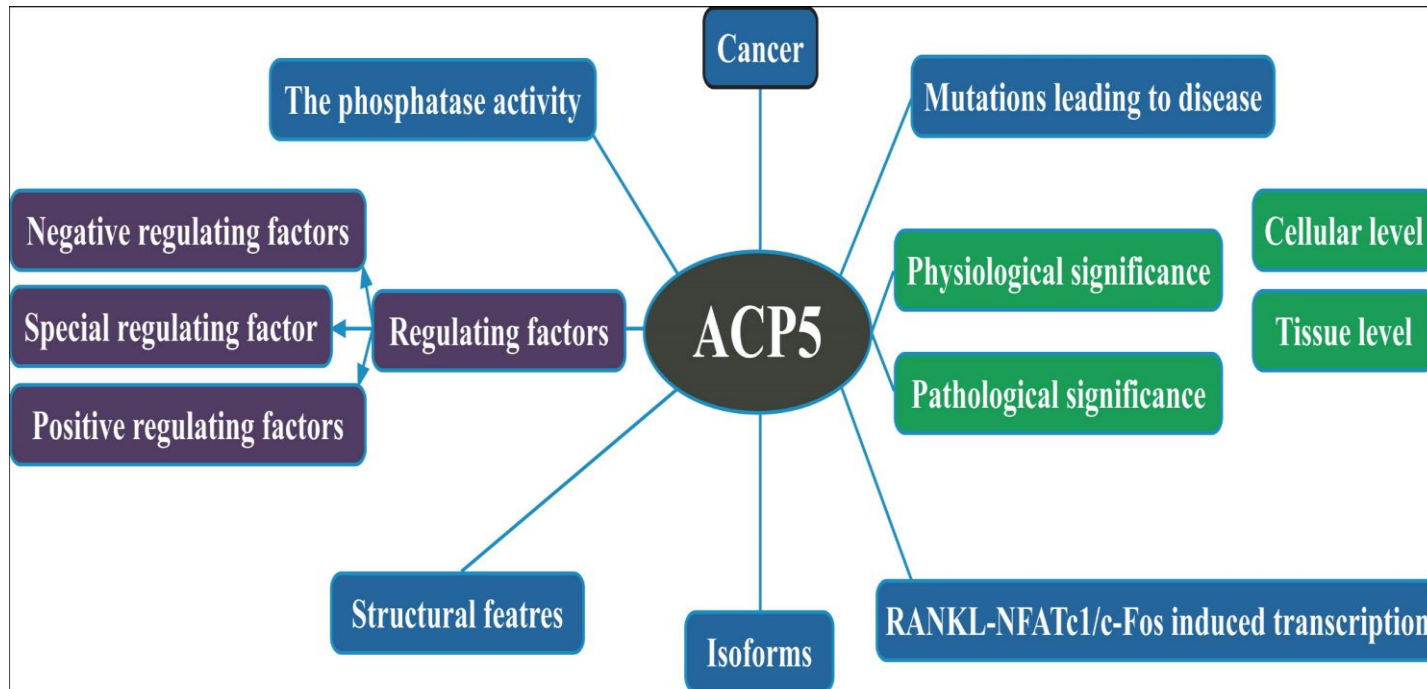 Cancer
The phosphatase activity
Mutations leading to disease
Negative regulating factors
Cellular level
Physiological significance
Special regulating factor
Regulating factors
ACP5
Tissue level
Pathological significance
Positive regulating factors
Structural featres
Isoforms
RANKL-NFATc1/c-Fos induced transcription